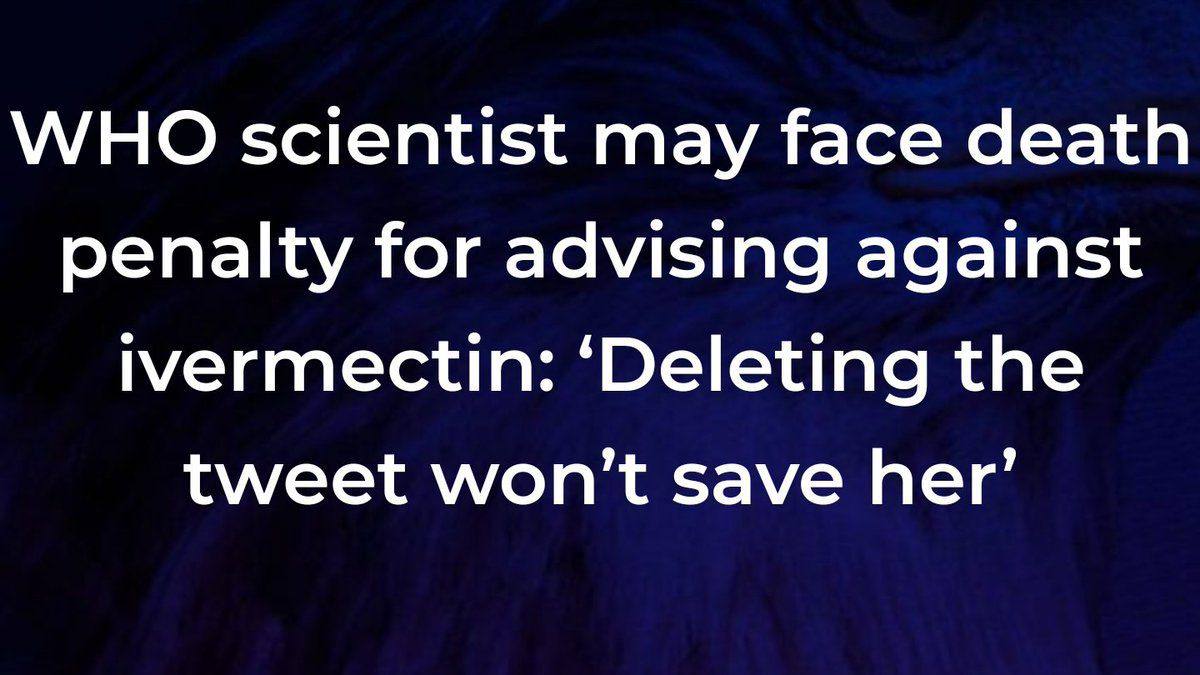 WHO scientist may face death
penalty for advising against
ivermectin: ‘Deleting the
tweet won’t save her’